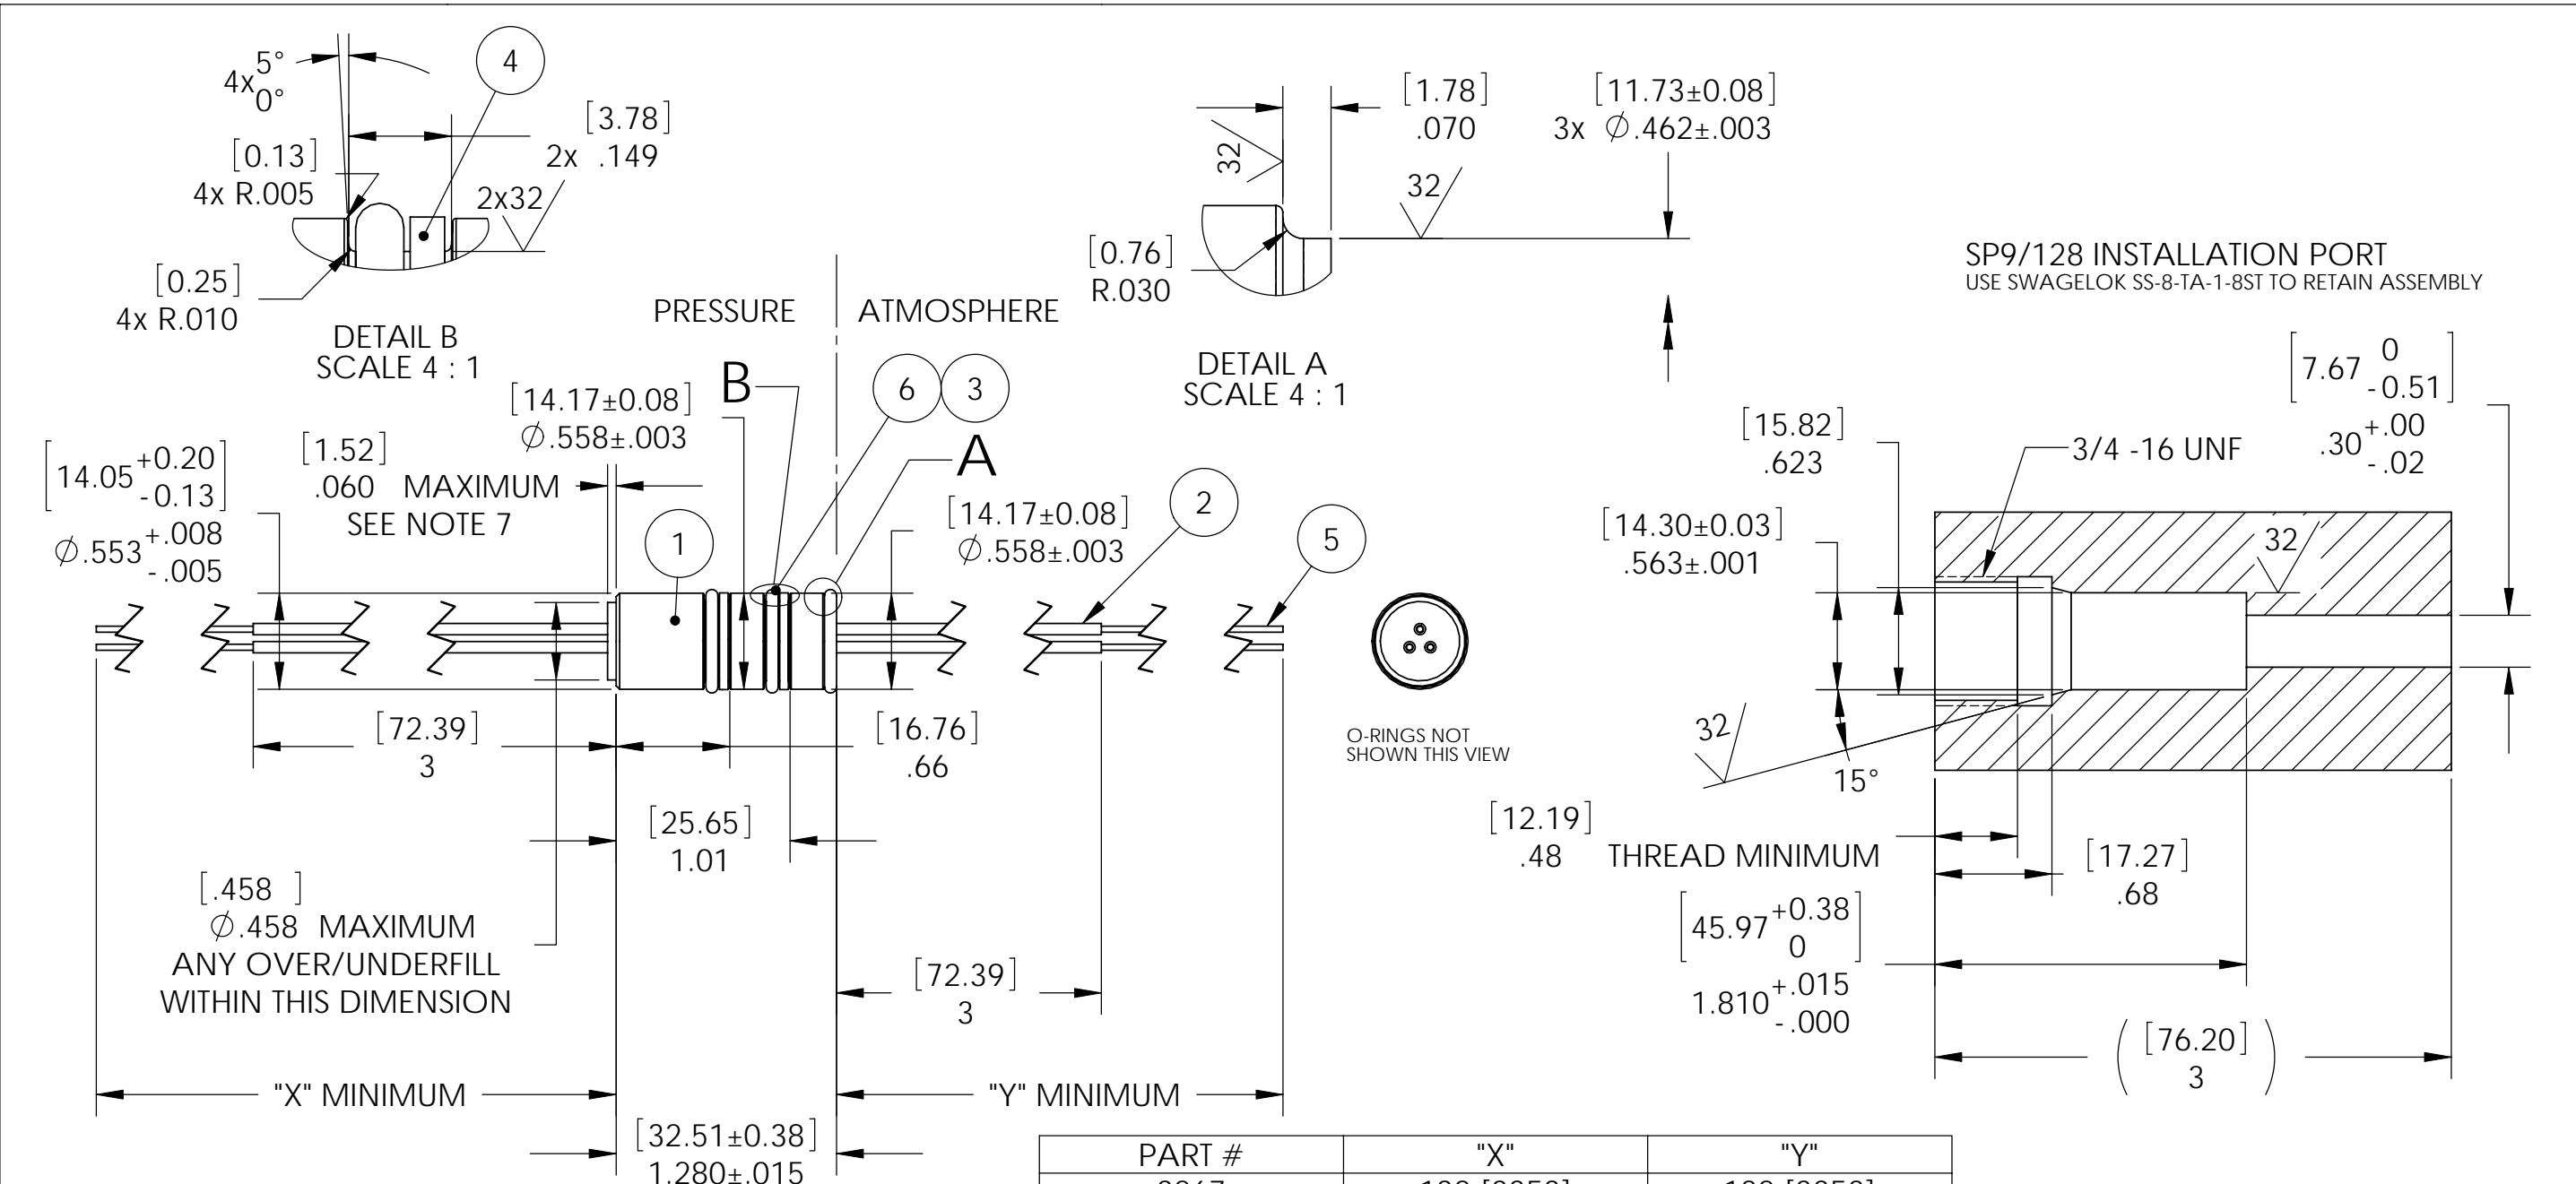 4x 5°
0°
4
[3.78]
2x .149
[0.13]
4x R.005
2x32
[0.25]
4x R.010
DETAIL B
SCALE 4 : 1
[1.78]
.070
[11.73±0.08]
3x ∅.462±.003
32
32
[0.76]
R.030
DETAIL A
SCALE 4 : 1
SP9/128 INSTALLATION PORT
USE SWAGELOK SS-8-TA-1-8ST TO RETAIN ASSEMBLY
PRESSURE
ATMOSPHERE
B
6
3
A
[14.17±0.08]
∅.558±.003
[14.05 +0.20 -0.13]
∅.553 +.008 -.005
[1.52]
.060 MAXIMUM
SEE NOTE 7
1
[14.17±0.08]
∅.558±.003
2
5
[72.39]
3
[16.76]
.66
[25.65]
1.01
[.458 ]
∅.458 MAXIMUM
ANY OVER/UNDERFILL
WITHIN THIS DIMENSION
[72.39]
3
"X" MINIMUM
"Y" MINIMUM
[32.51±0.38]
1.280±.015
O-RINGS NOT
SHOWN THIS VIEW
[7.67 0 -0.51]
.30 +.00 -.02
[15.82]
.623
3/4 -16 UNF
[14.30±0.03]
.563±.001
32
32
15°
[12.19]
.48 THREAD MINIMUM
[17.27]
.68
[45.97 +0.38 0]
1.810 +.015 -.000
([76.20]
3)
PART # "X" "Y"